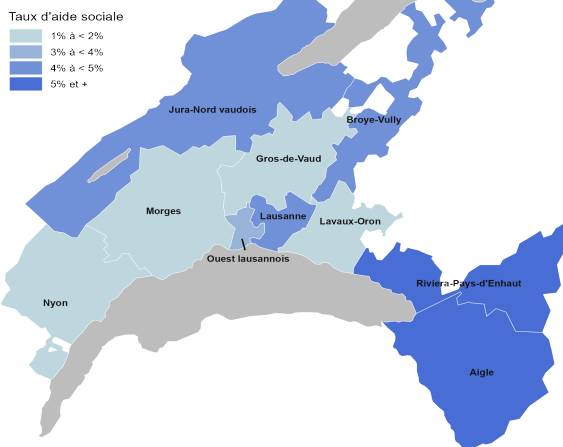 Taux d'aide sociale
1% à < 2%
3% à < 4%
4% à < 5%
5% et +
Jura-Nord vaudois
Broye-Vully
Gros-de-Vaud
Morges
Lausanne
Lavaux-Oron
Ouest lausannois
Riviera-Pays-d'Enhaut
Nyon
Aigle